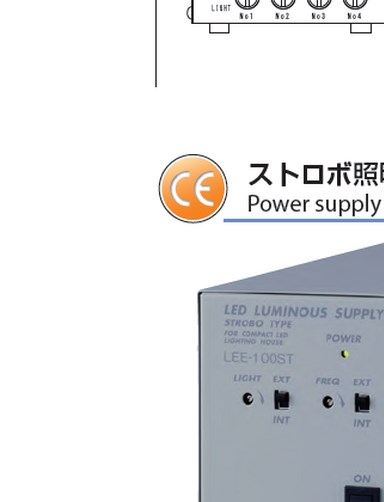 LIGHT
No1 No2 No3 No4
CE
ストロボ照明
Power supply
LED LUMINOUS SUPPLY
STROBO TYPE
FOR COMPACT LED
LIGHTING HOUSE
POWER
LEE-100ST
LIGHT EXT FREQ EXT
INT INT
ON